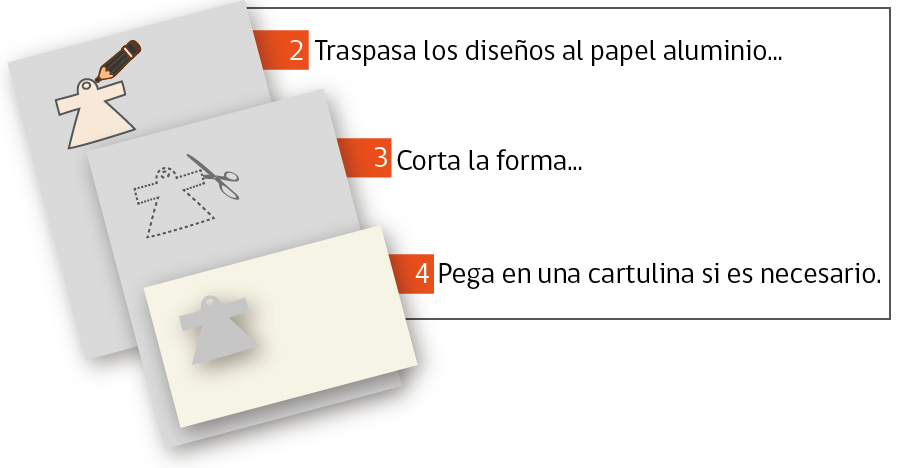 2 Traspasa los diseños al papel aluminio...
3 Corta la forma...
4 Pega en una cartulina si es necesario.